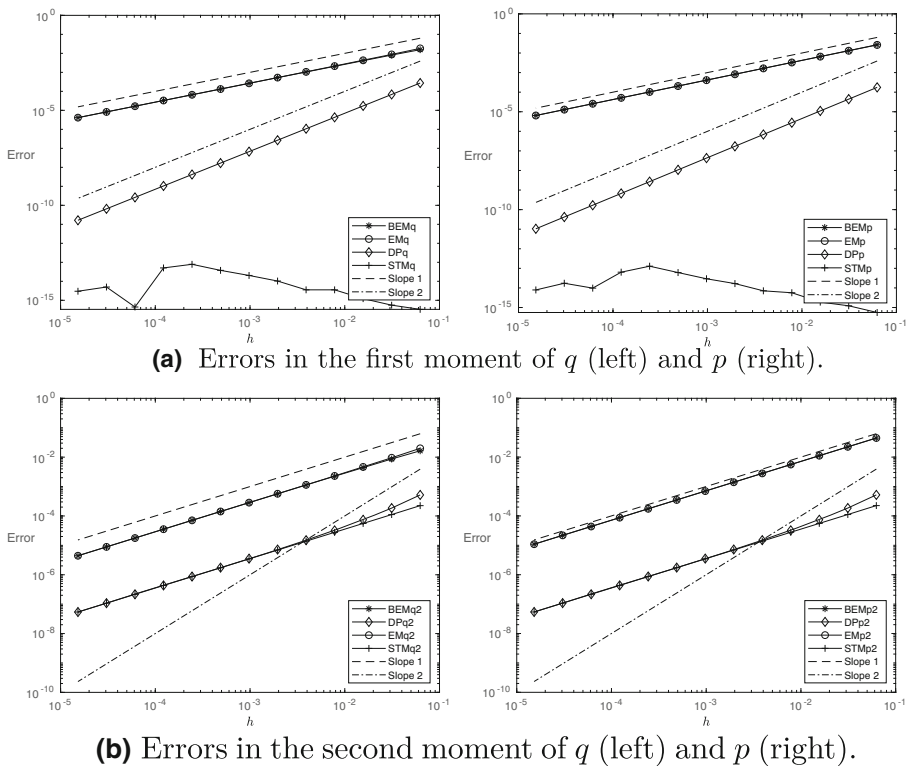 10^0
10^-5
Error
10^-10
10^-15
10^-5
10^-4
10^-3
10^-2
10^-1
h
BEMq
EMq
DPq
STMq
Slope 1
Slope 2
10^0
10^-5
Error
10^-10
10^-15
10^-5
10^-4
10^-3
10^-2
10^-1
h
BEMp
EMp
DPp
STMp
Slope 1
Slope 2
(a) Errors in the first moment of q (left) and p (right).
10^0
10^-2
10^-4
Error
10^-6
10^-8
10^-10
10^-5
10^-4
10^-3
10^-2
10^-1
h
BEMq2
DPq2
EMq2
STMq2
Slope 1
Slope 2
10^0
10^-2
10^-4
Error
10^-6
10^-8
10^-10
10^-5
10^-4
10^-3
10^-2
10^-1
h
BEMp2
DPp2
EMp2
STMp2
Slope 1
Slope 2
(b) Errors in the second moment of q (left) and p (right).